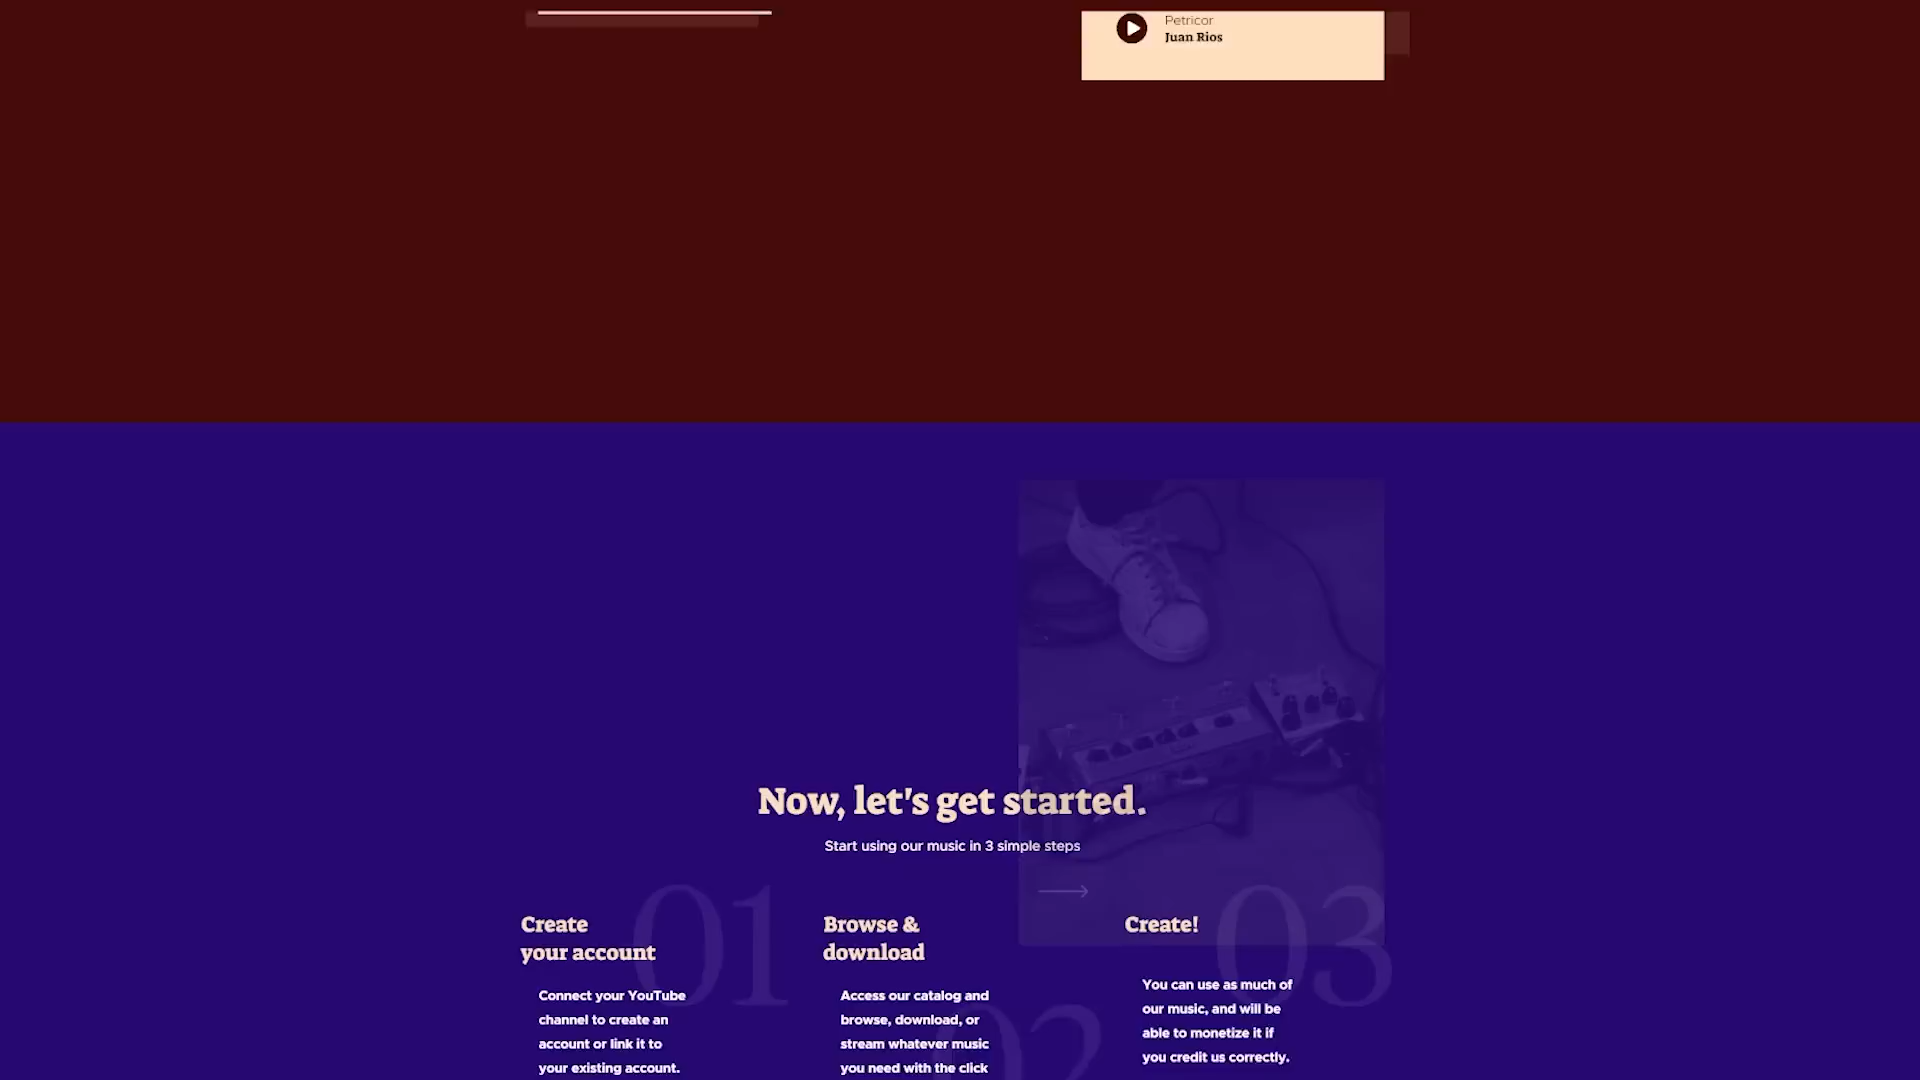 Petricor
Juan Rios
Now, let's get started.
Start using our music in 3 simple steps
01
Create
your account
Connect your YouTube
channel to create an
account or link it to
your existing account.
02
Browse &
download
Access our catalog and
browse, download, or
stream whatever music
you need with the click
03
Create!
You can use as much of
our music, and will be
able to monetize it if
you credit us correctly.